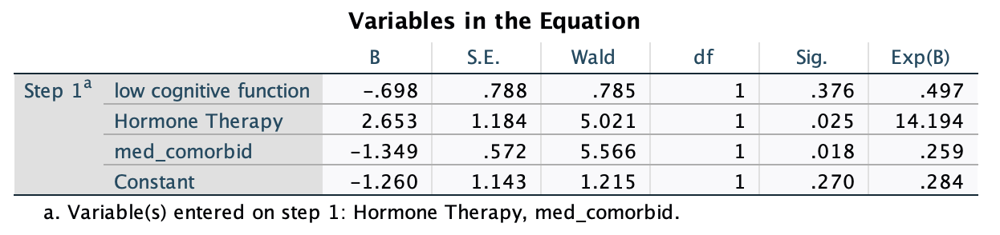 Variables in the Equation
B S.E. Wald df Sig. Exp(B)
Step 1a low cognitive function -.698 .788 .785 1 .376 .497
Hormone Therapy 2.653 1.184 5.021 1 .025 14.194
med_comorbid -1.349 .572 5.566 1 .018 .259
Constant -1.260 1.143 1.215 1 .270 .284
a. Variable(s) entered on step 1: Hormone Therapy, med_comorbid.